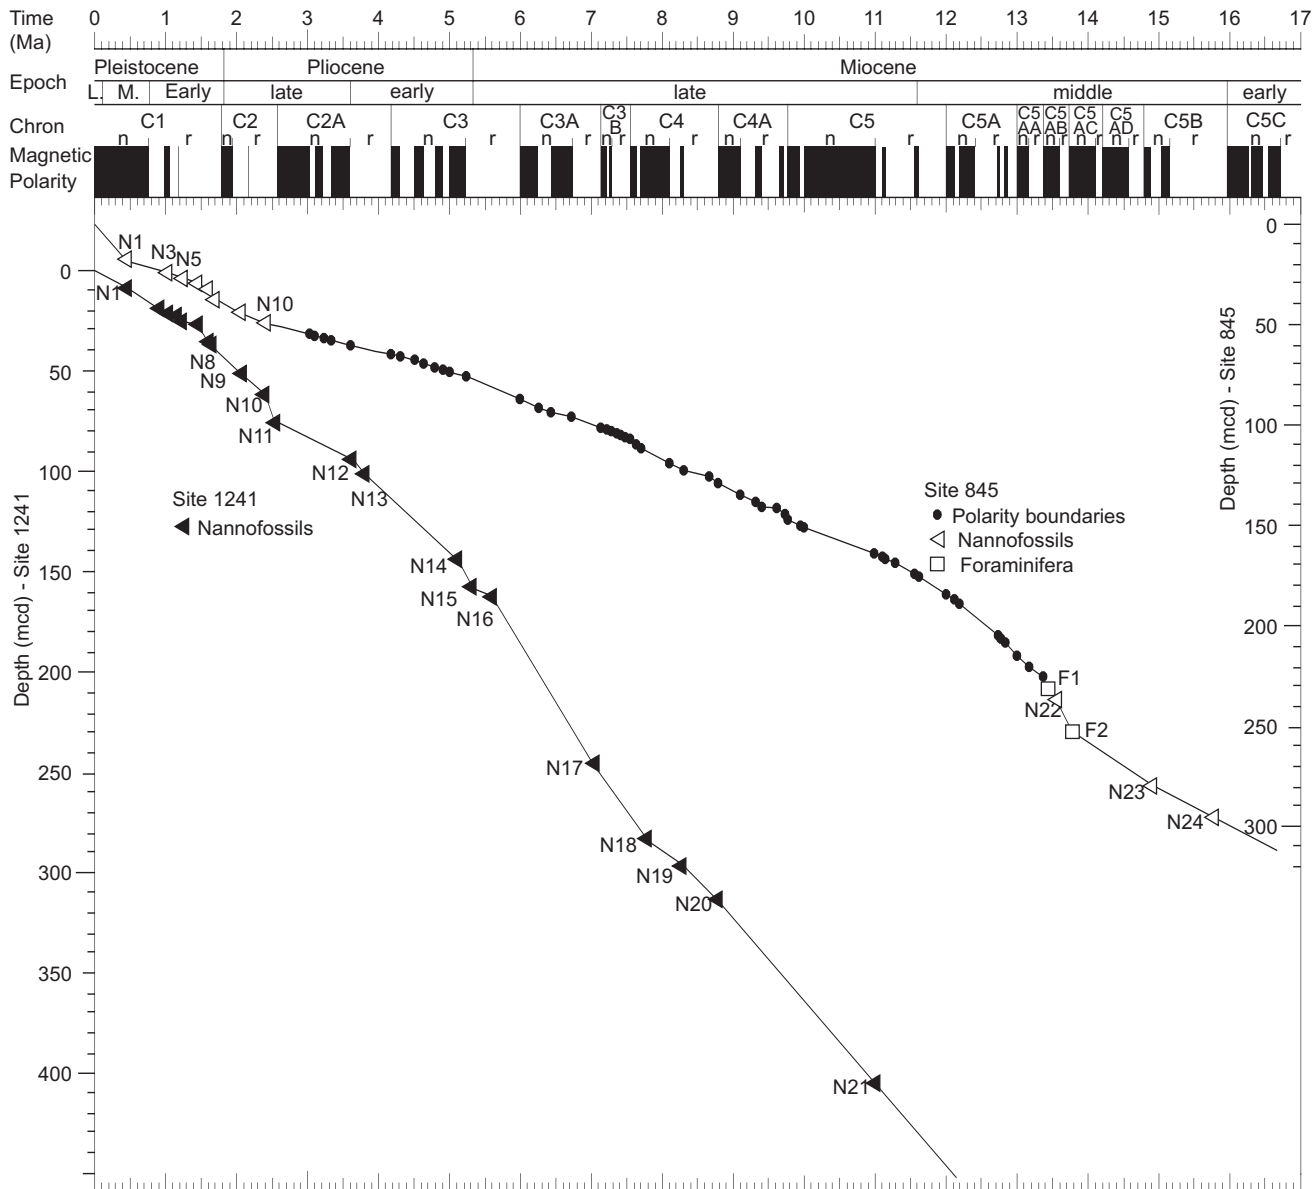 Time 0 1 2 3 4 5 6 7 8 9 10 11 12 13 14 15 16 17
(Ma)
Pleistocene Pliocene Miocene
Epoch
L. M. Early late early late middle early
Chron C1 C2 C2A C3 C3A C3 B C4 C4A C5 C5A C5 AA C5 AB C5 AC C5 AD C5B C5C
n r n r n r n r n r n r n r n r n r n r n r n r n r n r n r n r
Magnetic
Polarity
0
N1 N3 N5
0
N1
N10
50
N8
N9
50
N10
N11
100
N12
100
N13
Site 1241
Nannofossils
Site 845
Polarity boundaries
Nannofossils
Foraminifera
150
N14
150
N15
N16
200
200
F1
N22
F2
250
N17
250
N23
N24
300
N18
300
N19
N20
350
400
N21
Depth (mcd) - Site 1241
Depth (mcd) - Site 845